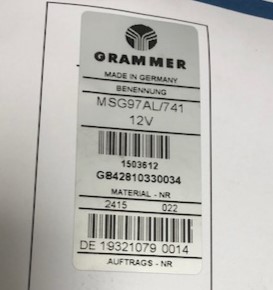 GRAMMER
MADE IN GERMANY
BENENNUNG
MSG97AL/741
12V
1503612
GB42810330034
MATERIAL - NR
2415 022
DE 19321079 0014
AUFTRAGS - NR